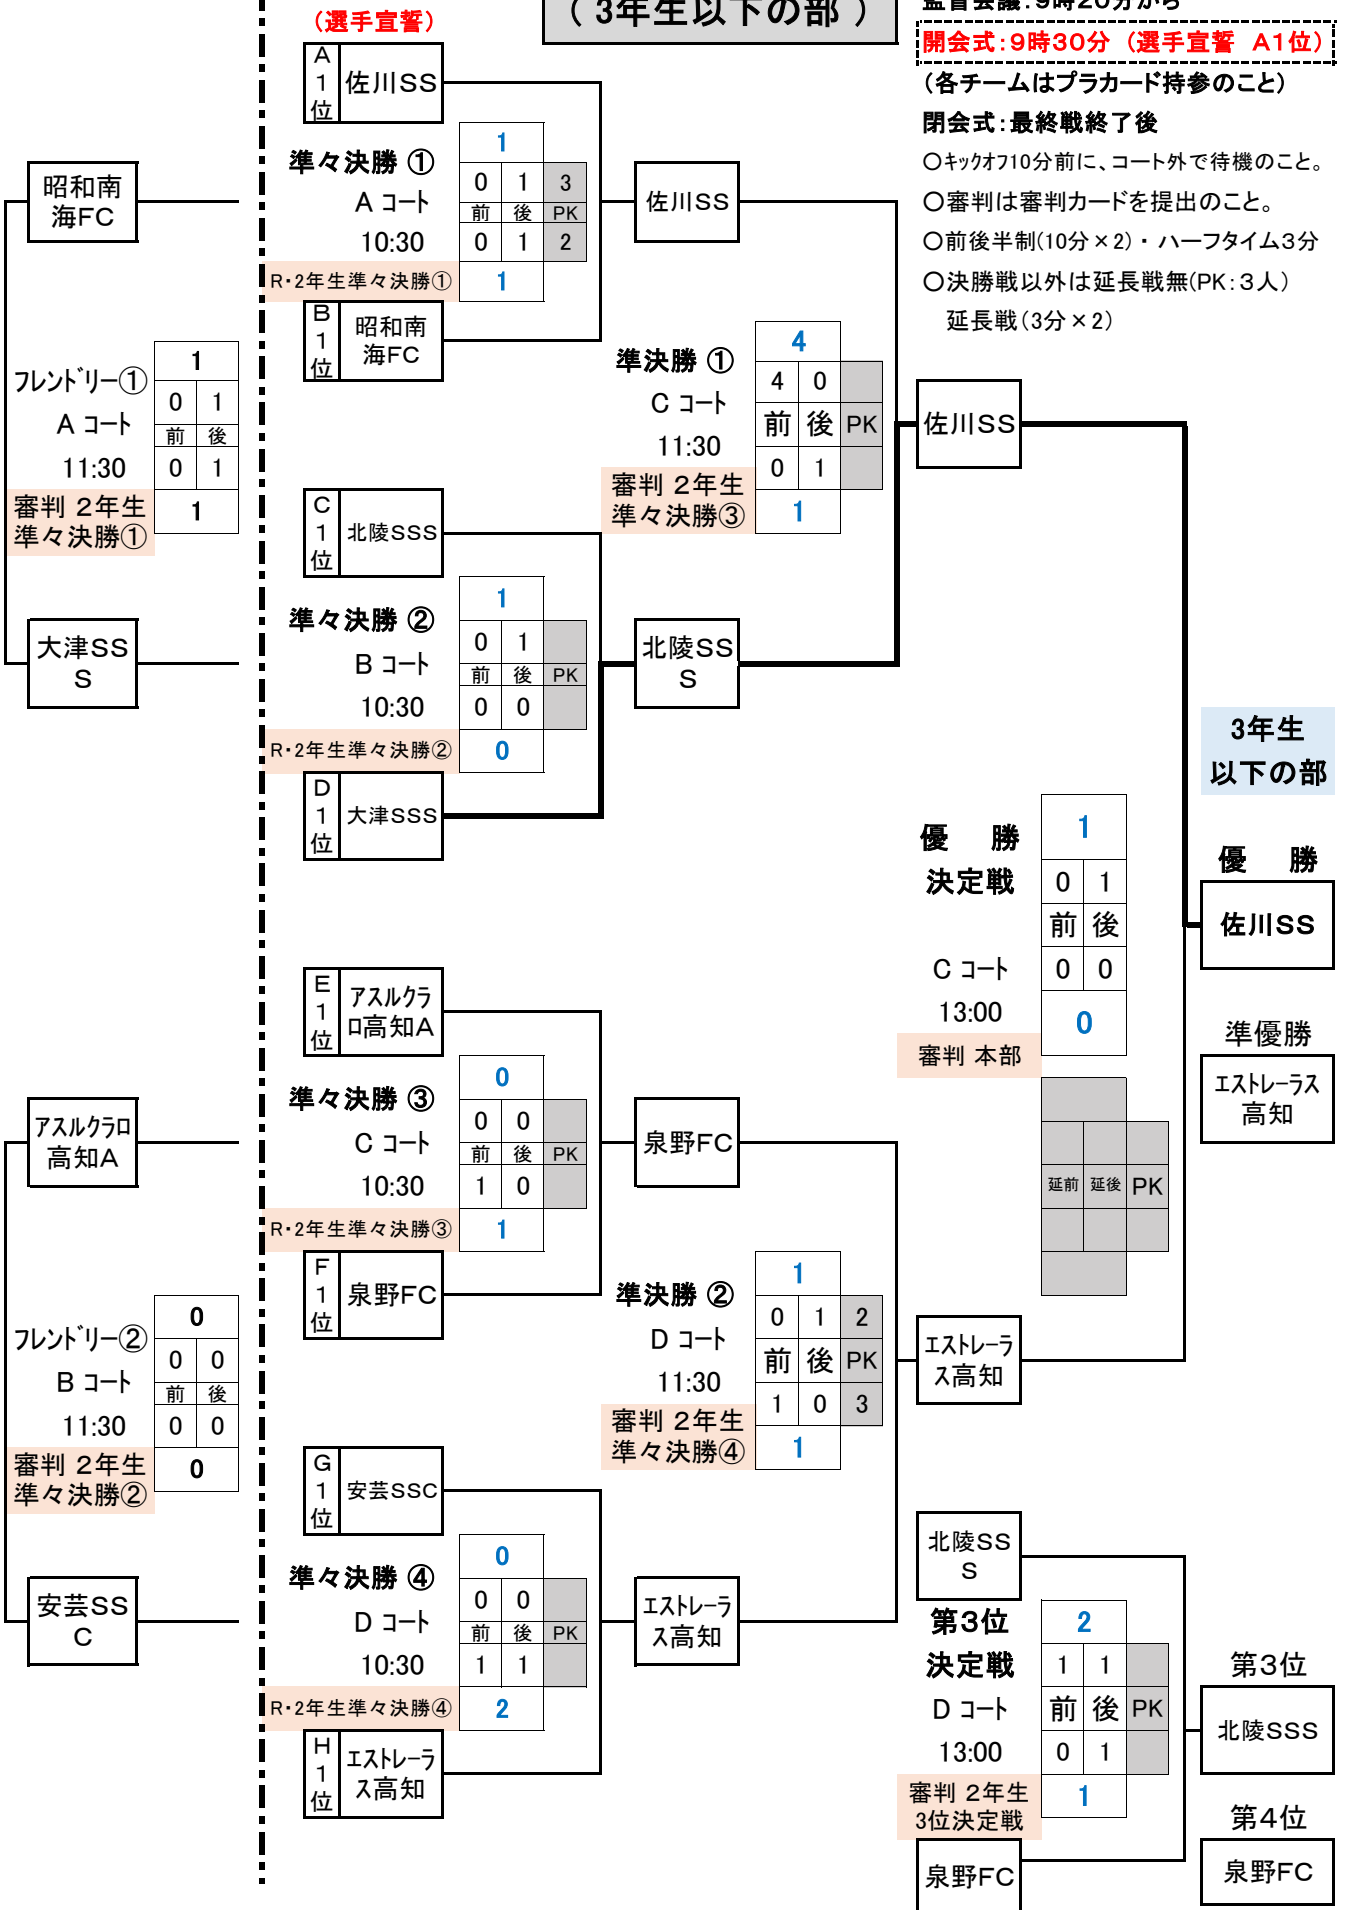 (選手宣誓)
( 3年生以下の部 )
監督会議:9時20分から
開会式:9時30分 (選手宣誓 A1位)
(各チームはプラカード持参のこと)
閉会式:最終戦終了後
○キックオフ10分前に、コート外で待機のこと。
○審判は審判カードを提出のこと。
○前後半制(10分×2)・ハーフタイム3分
○決勝戦以外は延長戦無(PK:3人)
延長戦(3分×2)
昭和南
海FC
フレンドリー①
A コート
11:30
審判 2年生
準々決勝①
1
0 1
前 後
0 1
1
大津SS
S
アスルクラロ
高知A
フレンドリー②
B コート
11:30
審判 2年生
準々決勝②
0
0 0
前 後
0 0
0
安芸SS
C
A
1
位
佐川SS
準々決勝 ①
A コート
10:30
R・2年生準々決勝①
1
0 1 3
前 後 PK
0 1 2
1
B
1
位
昭和南
海FC
C
1
位
北陵SSS
準々決勝 ②
B コート
10:30
R・2年生準々決勝②
1
0 1
前 後 PK
0 0
0
D
1
位
大津SSS
E
1
位
アスルクラ
ロ高知A
準々決勝 ③
C コート
10:30
R・2年生準々決勝③
0
0 0
前 後 PK
1 0
1
F
1
位
泉野FC
G
1
位
安芸SSC
準々決勝 ④
D コート
10:30
R・2年生準々決勝④
0
0 0
前 後 PK
1 1
2
H
1
位
エストレーラ
ス高知
佐川SS
準決勝 ①
C コート
11:30
審判 2年生
準々決勝③
4
4 0
前 後 PK
0 1
1
北陵SS
S
泉野FC
準決勝 ②
D コート
11:30
審判 2年生
準々決勝④
1
0 1 2
前 後 PK
1 0 3
1
エストレーラ
ス高知
佐川SS
優 勝
決定戦
C コート
13:00
審判 本部
1
0 1
前 後
0 0
0
延前 延後 PK
エストレーラ
ス高知
北陵SS
S
第3位
決定戦
D コート
13:00
審判 2年生
3位決定戦
2
1 1
前 後 PK
0 1
1
泉野FC
3年生
以下の部
優 勝
佐川SS
準優勝
エストレーラス
高知
第3位
北陵SSS
第4位
泉野FC